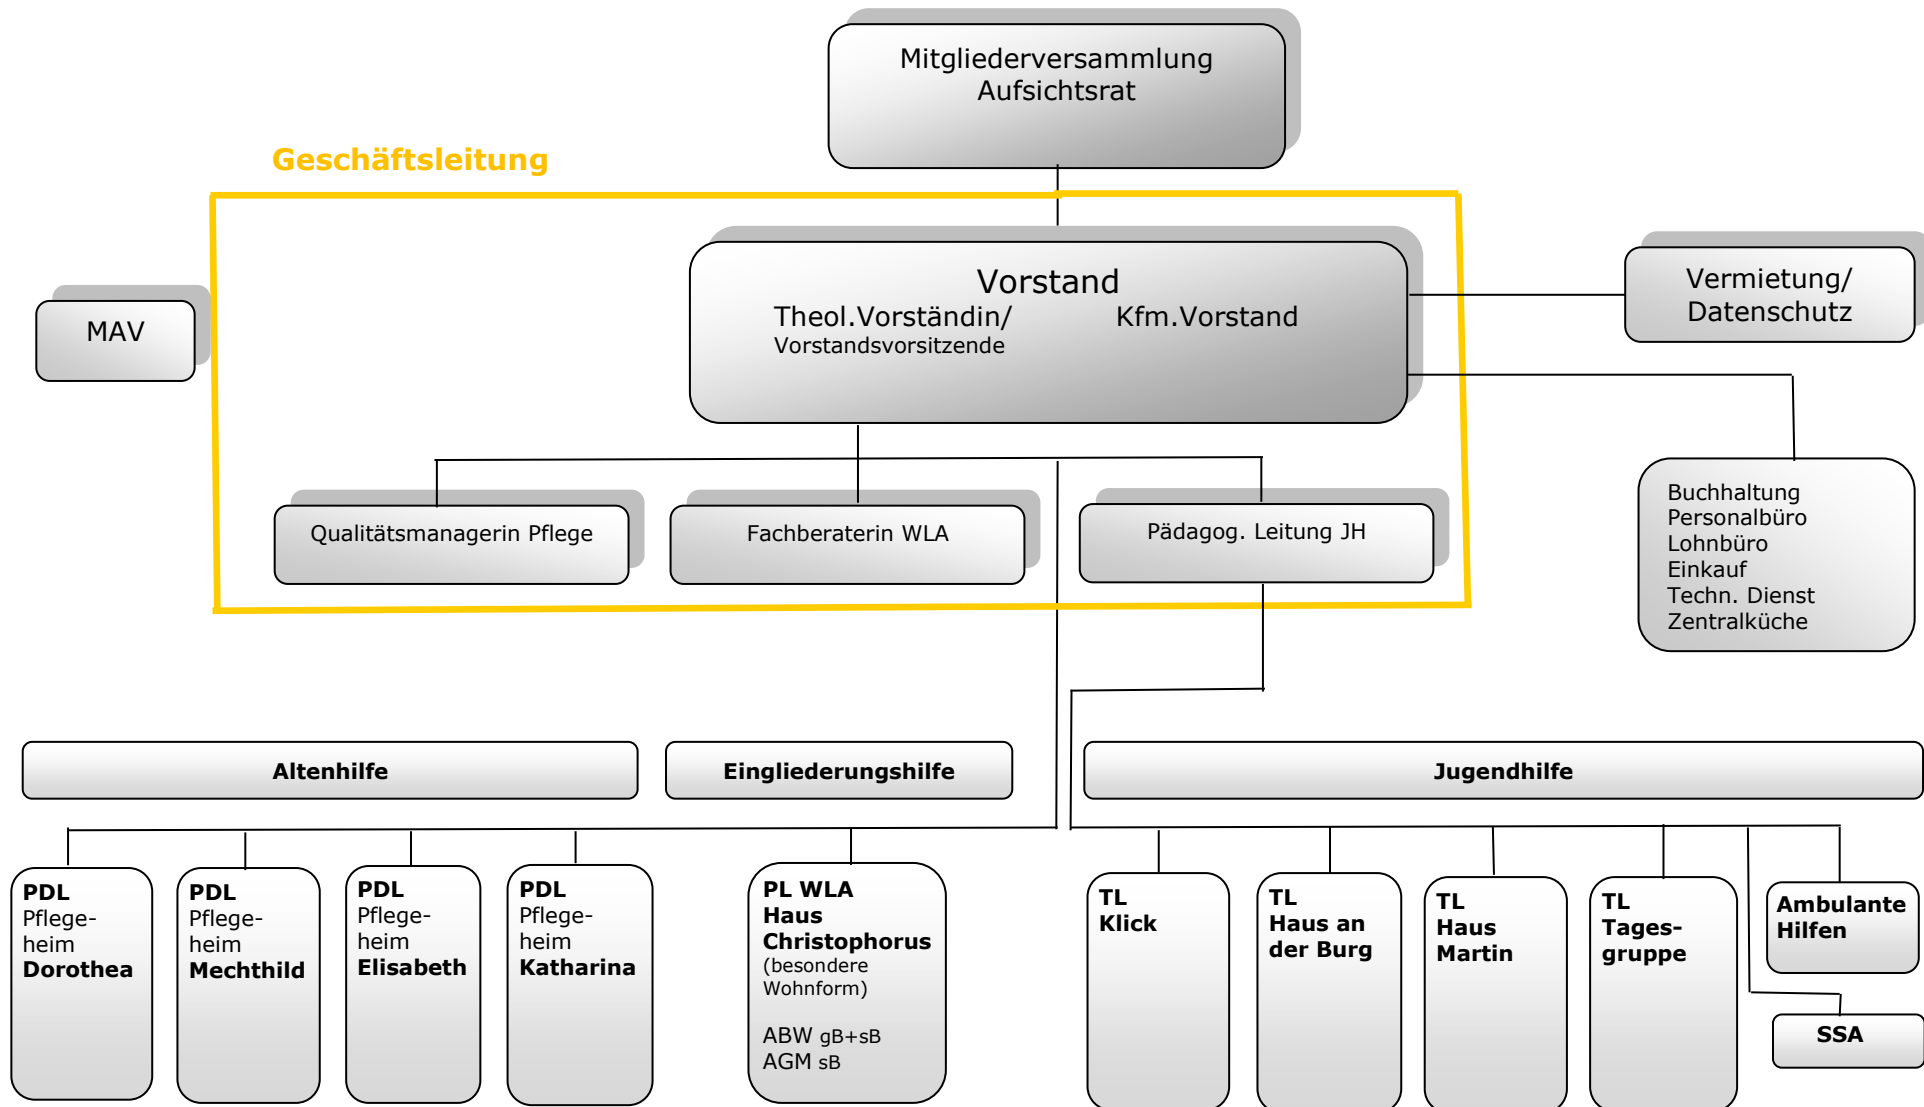 Mitgliederversammlung
Aufsichtsrat
Geschäftsleitung
MAV
Vorstand
Theol.Vorständin/ Kfm.Vorstand
Vorstandsvorsitzende
Vermietung/
Datenschutz
Qualitätsmanagerin Pflege
Fachberaterin WLA
Pädagog. Leitung JH
Buchhaltung
Personalbüro
Lohnbüro
Einkauf
Techn. Dienst
Zentralküche
Altenhilfe
Eingliederungshilfe
Jugendhilfe
PDL
Pflege-
heim
Dorothea
PDL
Pflege-
heim
Mechthild
PDL
Pflege-
heim
Elisabeth
PDL
Pflege-
heim
Katharina
PL WLA
Haus
Christophorus
(besondere
Wohnform)
ABW gB+sB
AGM sB
TL
Klick
TL
Haus an
der Burg
TL
Haus
Martin
TL
Tages-
gruppe
Ambulante
Hilfen
SSA